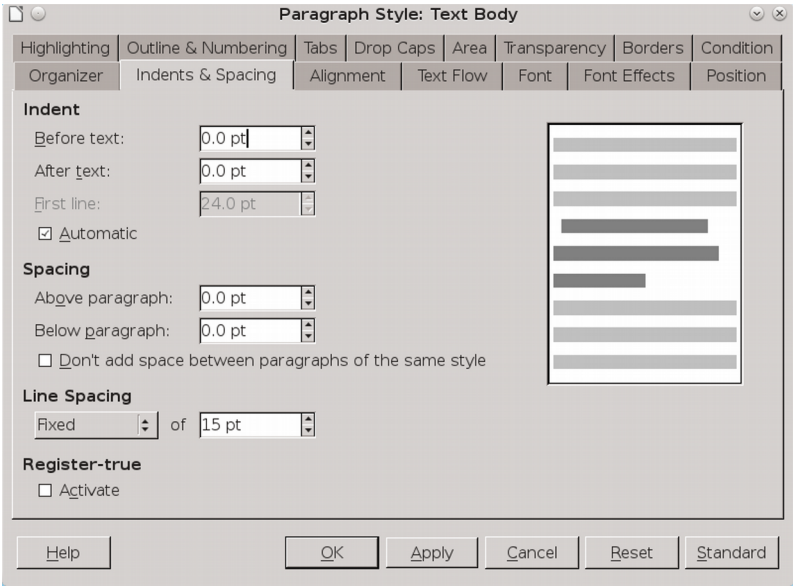 Paragraph Style: Text Body
Highlighting Outline & Numbering Tabs Drop Caps Area Transparency Borders Condition
Organizer Indents & Spacing Alignment Text Flow Font Font Effects Position
Indent
Before text: 0.0 pt
After text: 0.0 pt
First line: 24.0 pt
Automatic
Spacing
Above paragraph: 0.0 pt
Below paragraph: 0.0 pt
Don't add space between paragraphs of the same style
Line Spacing
Fixed of 15 pt
Register-true
Activate
Help OK Apply Cancel Reset Standard